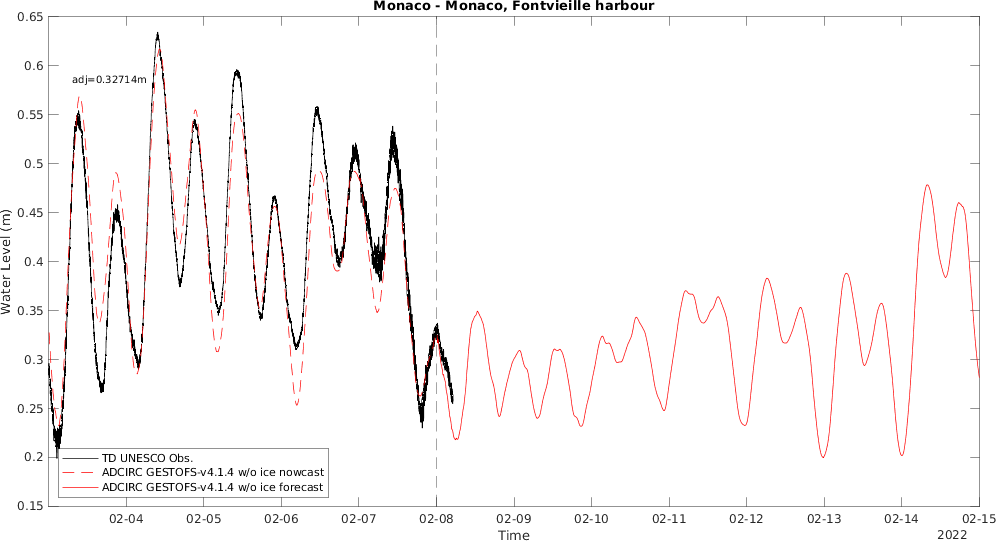 Monaco - Monaco, Fontvieille harbour
0.65
0.6
0.55
0.5
0.45
0.4
0.35
0.3
0.25
0.2
0.15
Water Level (m)
adj=0.32714m
TD UNESCO Obs.
ADCIRC GESTOFS-v4.1.4 w/o ice nowcast
ADCIRC GESTOFS-v4.1.4 w/o ice forecast
02-04 02-05 02-06 02-07 02-08 02-09 02-10 02-11 02-12 02-13 02-14 02-15
Time
2022